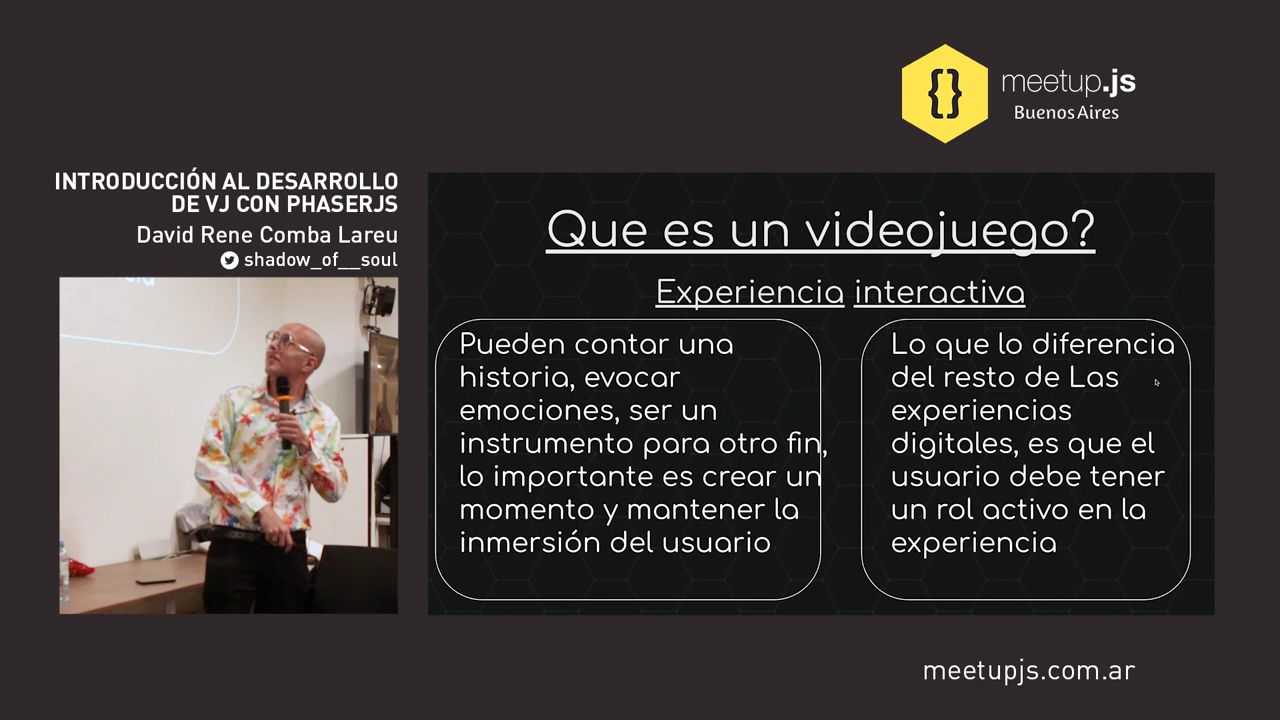 {} meetup.js
Buenos Aires
INTRODUCCIÓN AL DESARROLLO
DE VJ CON PHASERJS
David Rene Comba Lareu
shadow_of__soul
Que es un videojuego?
Experiencia interactiva
Pueden contar una
historia, evocar
emociones, ser un
instrumento para otro fin,
lo importante es crear un
momento y mantener la
inmersión del usuario
Lo que lo diferencia
del resto de Las
experiencias
digitales, es que el
usuario debe tener
un rol activo en la
experiencia
meetupjs.com.ar